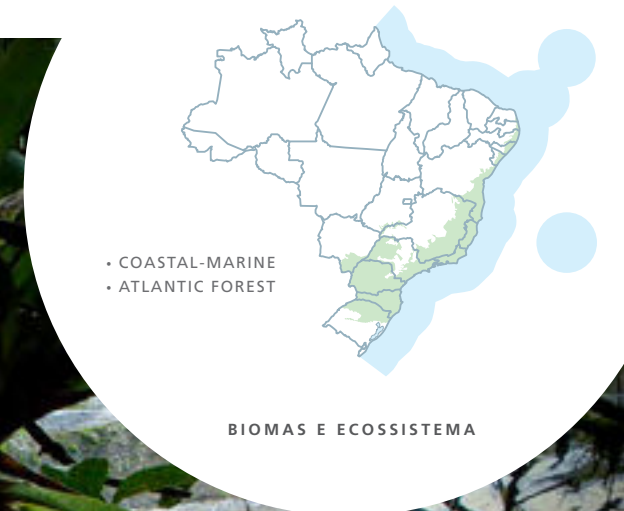 • COASTAL-MARINE
• ATLANTIC FOREST
BIOMAS E ECOSSISTEMA